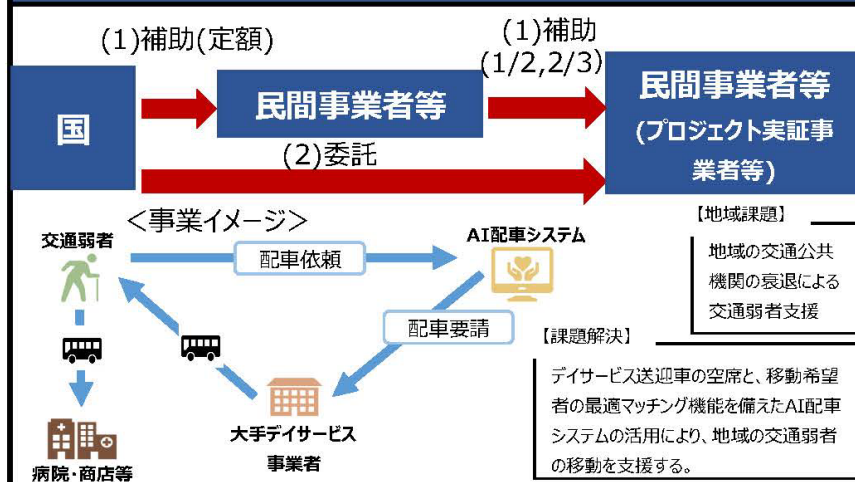 (1)補助(定額)
(1)補助
(1/2,2/3)
国
民間事業者等
民間事業者等
(プロジェクト実証事
業者等)
(2)委託
<事業イメージ>
交通弱者
配車依頼
AI配車システム
配車要請
大手デイサービス
事業者
病院・商店等
【地域課題】
地域の交通公共
機関の衰退による
交通弱者支援
【課題解決】
デイサービス送迎車の空席と、移動希望
者の最適マッチング機能を備えたAI配車
システムの活用により、地域の交通弱者
の移動を支援する。